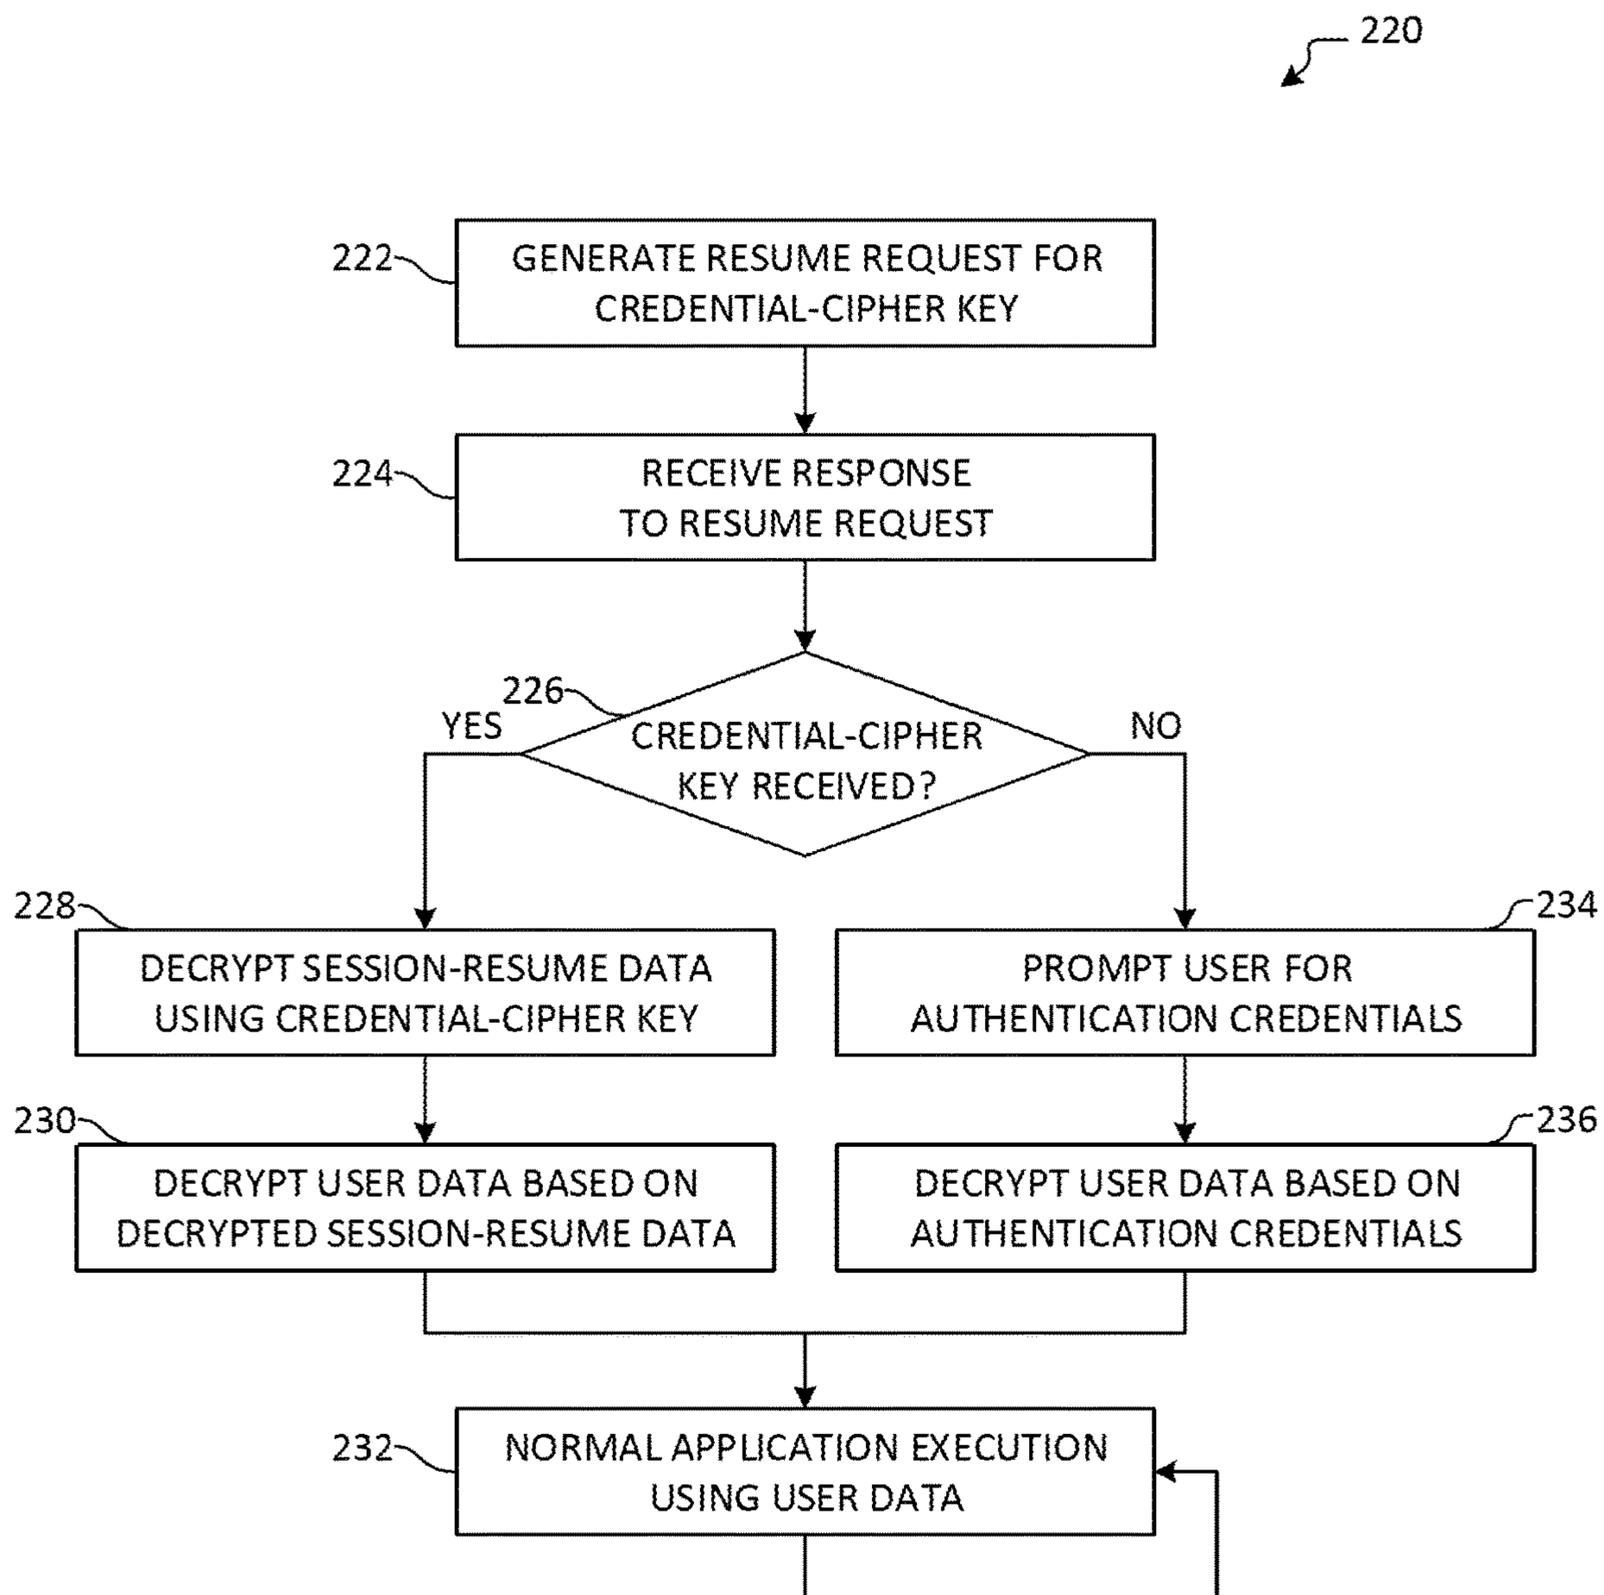 220
222
GENERATE RESUME REQUEST FOR
CREDENTIAL-CIPHER KEY
224
RECEIVE RESPONSE
TO RESUME REQUEST
226
YES
CREDENTIAL-CIPHER
KEY RECEIVED?
NO
228
DECRYPT SESSION-RESUME DATA
USING CREDENTIAL-CIPHER KEY
234
PROMPT USER FOR
AUTHENTICATION CREDENTIALS
230
DECRYPT USER DATA BASED ON
DECRYPTED SESSION-RESUME DATA
236
DECRYPT USER DATA BASED ON
AUTHENTICATION CREDENTIALS
232
NORMAL APPLICATION EXECUTION
USING USER DATA